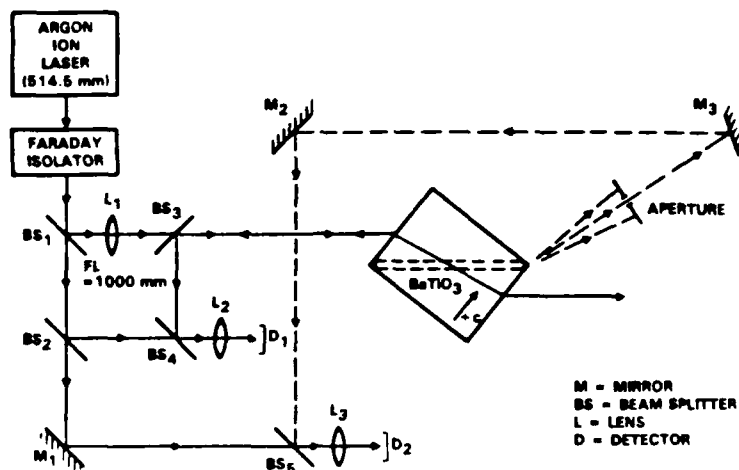 ARGON
ION
LASER
(514.5 mm)
FARADAY
ISOLATOR
M2
M3
L1
BS3
BS1
FL
=1000 mm
APERTURE
BaTiO3
+c
L2
BS2
BS4
D1
L3
M1
BS5
D2
M = MIRROR
BS = BEAM SPLITTER
L = LENS
D = DETECTOR